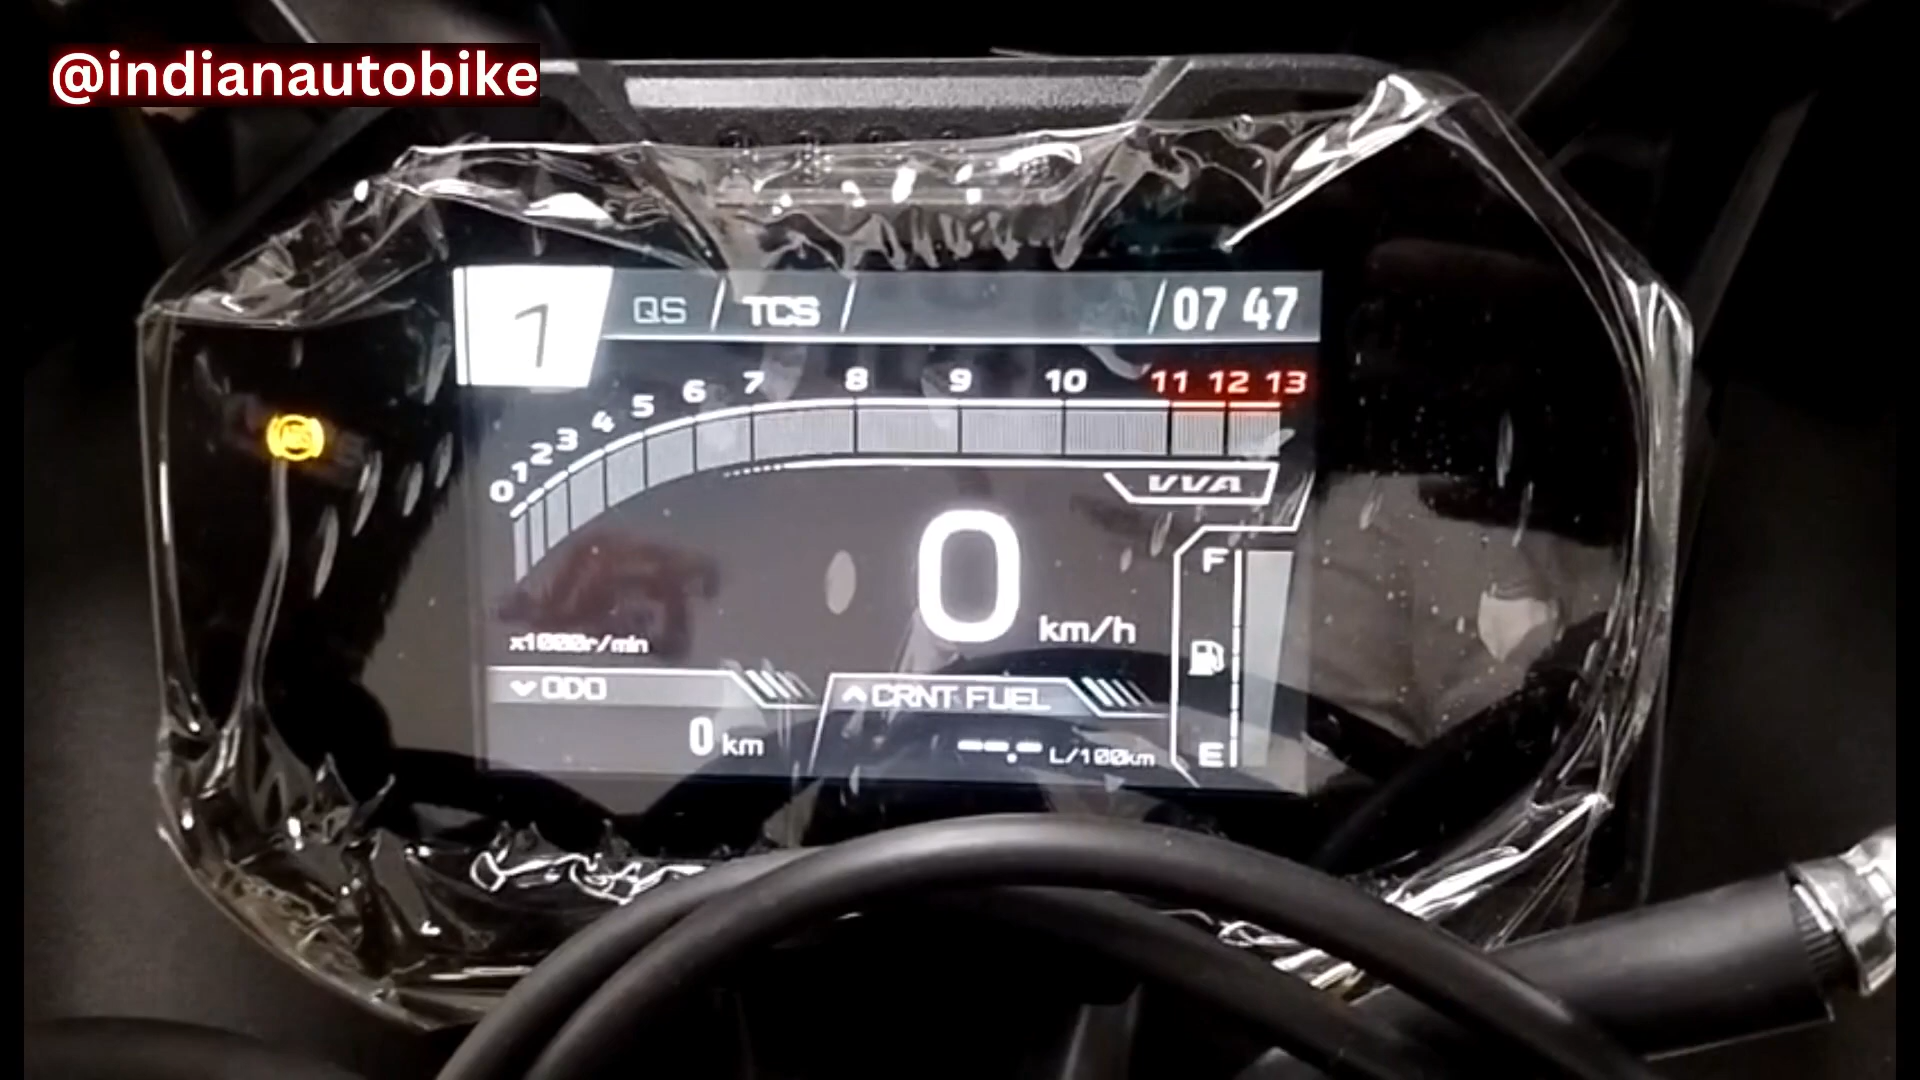 @indianautobike
1 QS / TCS / / 07 47
0 1 2 3 4 5 6 7 8 9 10 11 12 13
VVA
0 km/h
F
x1000r/min
ODO
CRNT FUEL
0 km
--.- L/100km
E
ABS